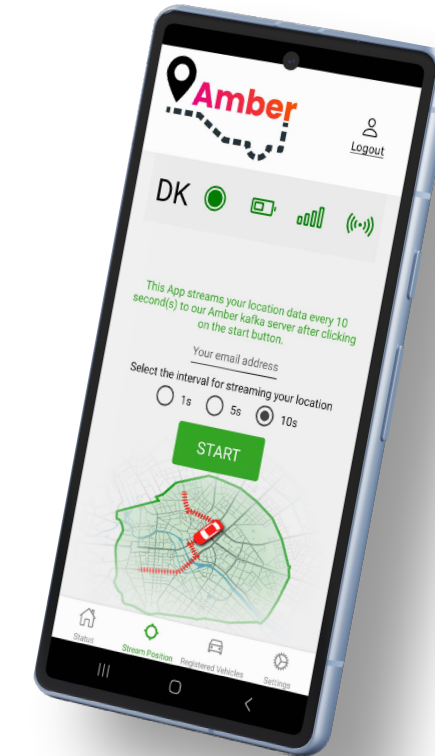 Amber
Logout
DK
This App streams your location data every 10
second(s) to our Amber kafka server after clicking
on the start button.
Your email address
Select the interval for streaming your location
1s 5s 10s
START
Status Stream Position Registered Vehicles Settings